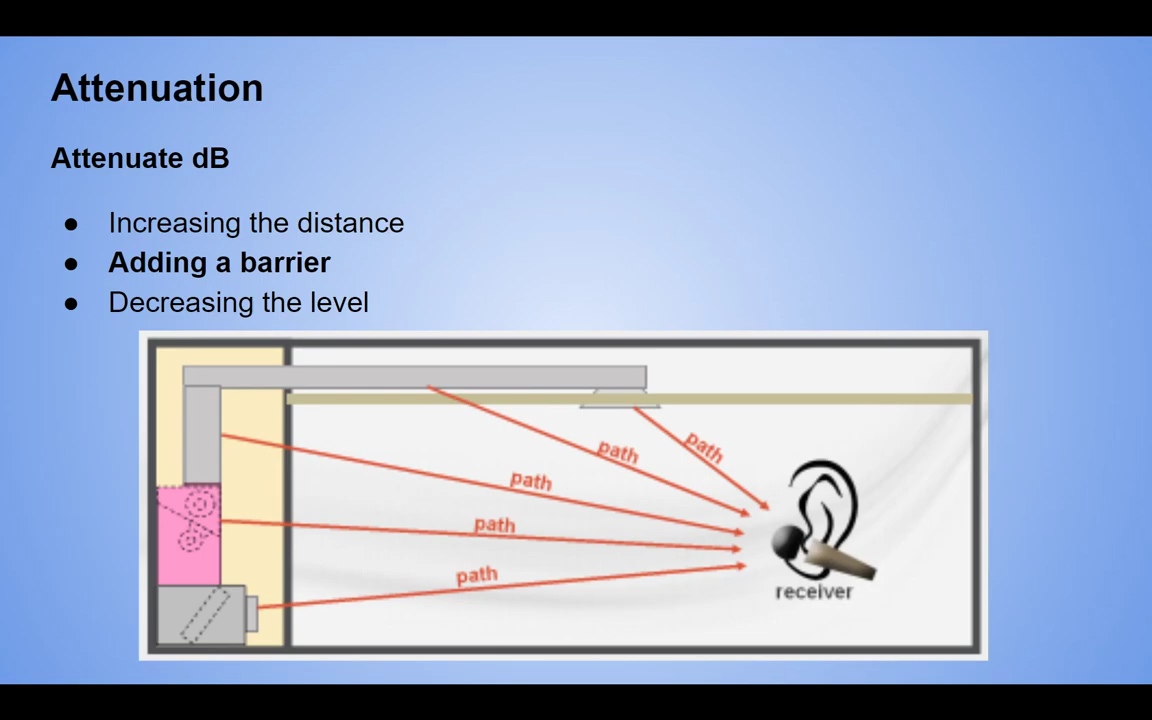 Attenuation
Attenuate dB
● Increasing the distance
● Adding a barrier
● Decreasing the level
path
path
path
path
path
receiver